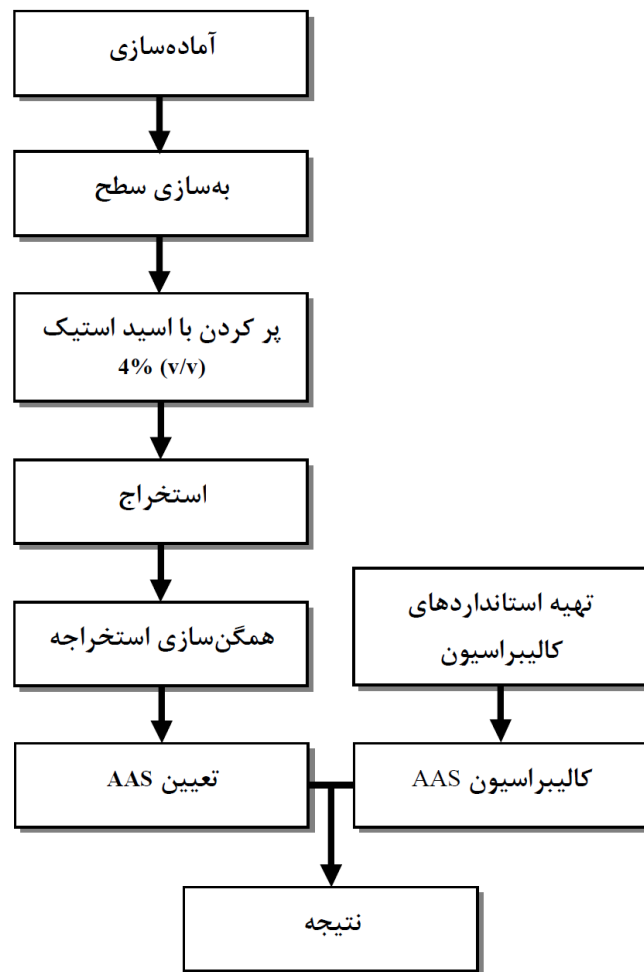 آماده‌سازی
به‌سازی سطح
پر کردن با اسید استیک
4% (v/v)
استخراج
همگن‌سازی استخراجه
تهیه استانداردهای
کالیبراسیون
تعیین AAS
کالیبراسیون AAS
نتیجه